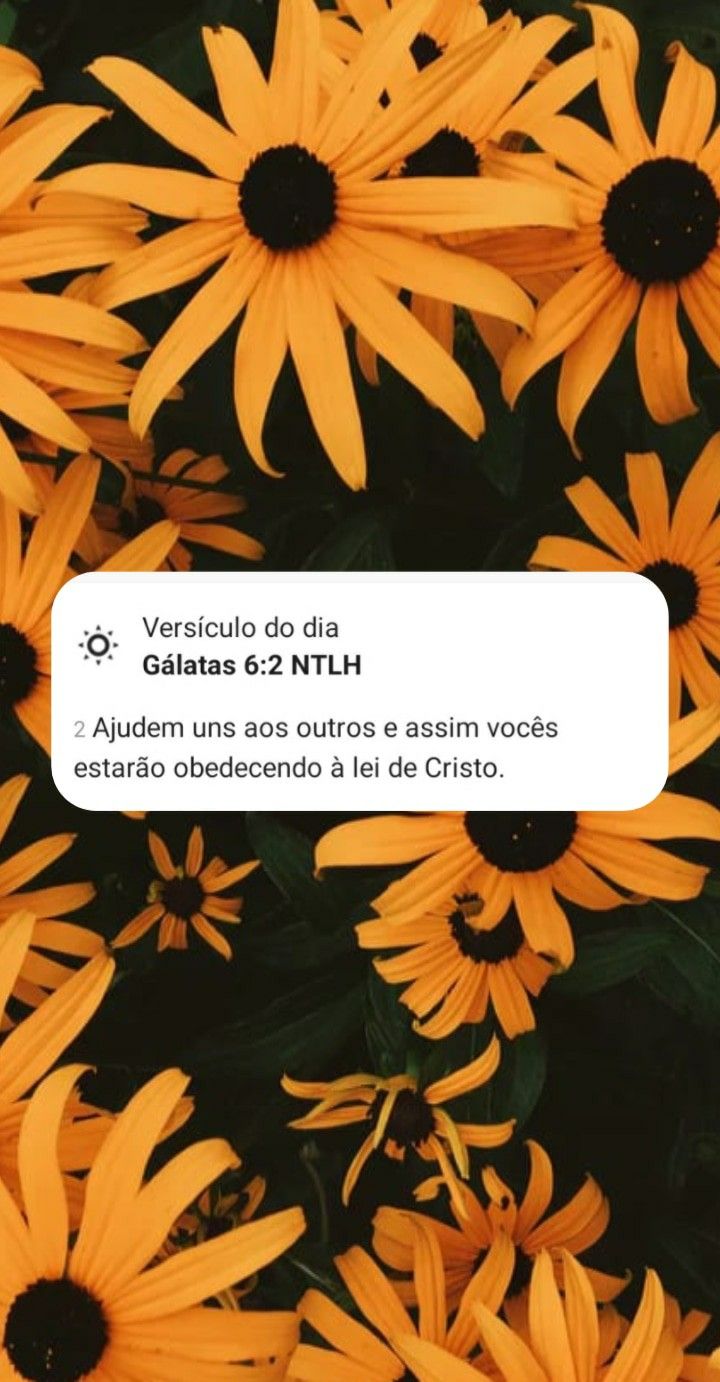 Versículo do dia
Gálatas 6:2 NTLH
2 Ajudem uns aos outros e assim vocês
estarão obedecendo à lei de Cristo.